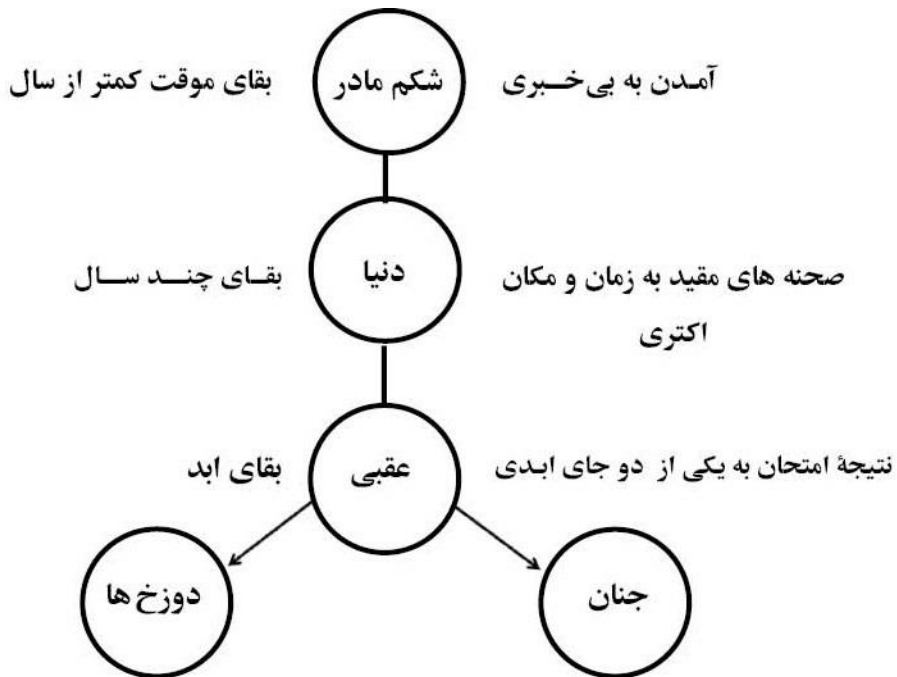 آمدن به بی‌خبری
شکم مادر
بقای موقت کمتر از سال
صحنه های مقید به زمان و مکان
اکتری
دنیا
بقای چند سال
نتیجهٔ امتحان به یکی از دو جای ابدی
عقبی
بقای ابد
جنان
دوزخ ها